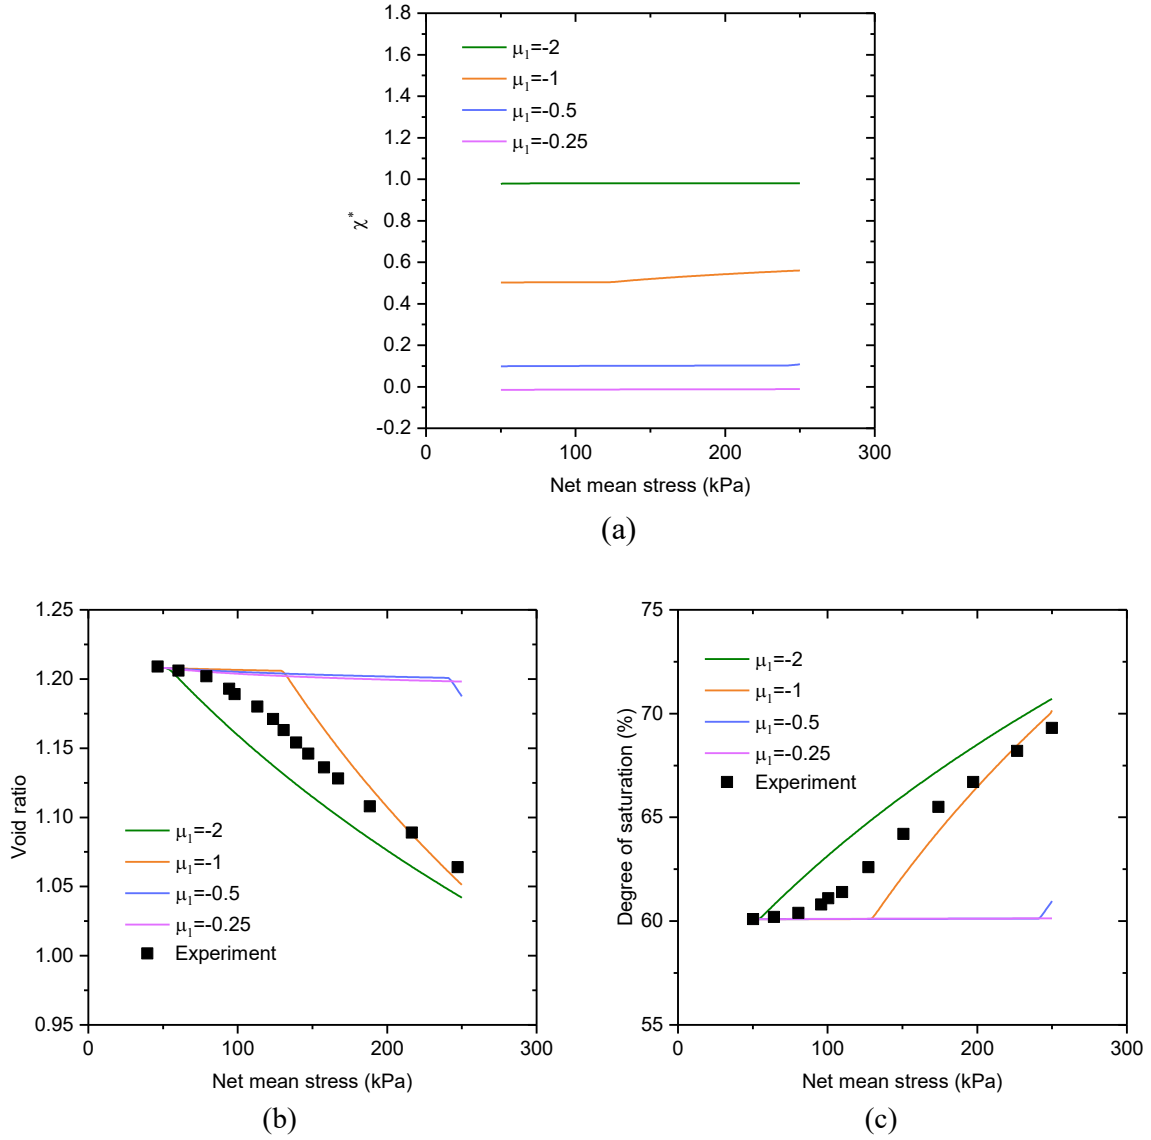 1.8
1.6
1.4
1.2
1.0
0.8
0.6
0.4
0.2
0.0
-0.2
χ*
μ1=-2
μ1=-1
μ1=-0.5
μ1=-0.25
0 100 200 300
Net mean stress (kPa)
(a)
1.25
1.20
1.15
1.10
1.05
1.00
0.95
Void ratio
μ1=-2
μ1=-1
μ1=-0.5
μ1=-0.25
Experiment
0 100 200 300
Net mean stress (kPa)
(b)
75
70
65
60
55
Degree of saturation (%)
μ1=-2
μ1=-1
μ1=-0.5
μ1=-0.25
Experiment
0 100 200 300
Net mean stress (kPa)
(c)